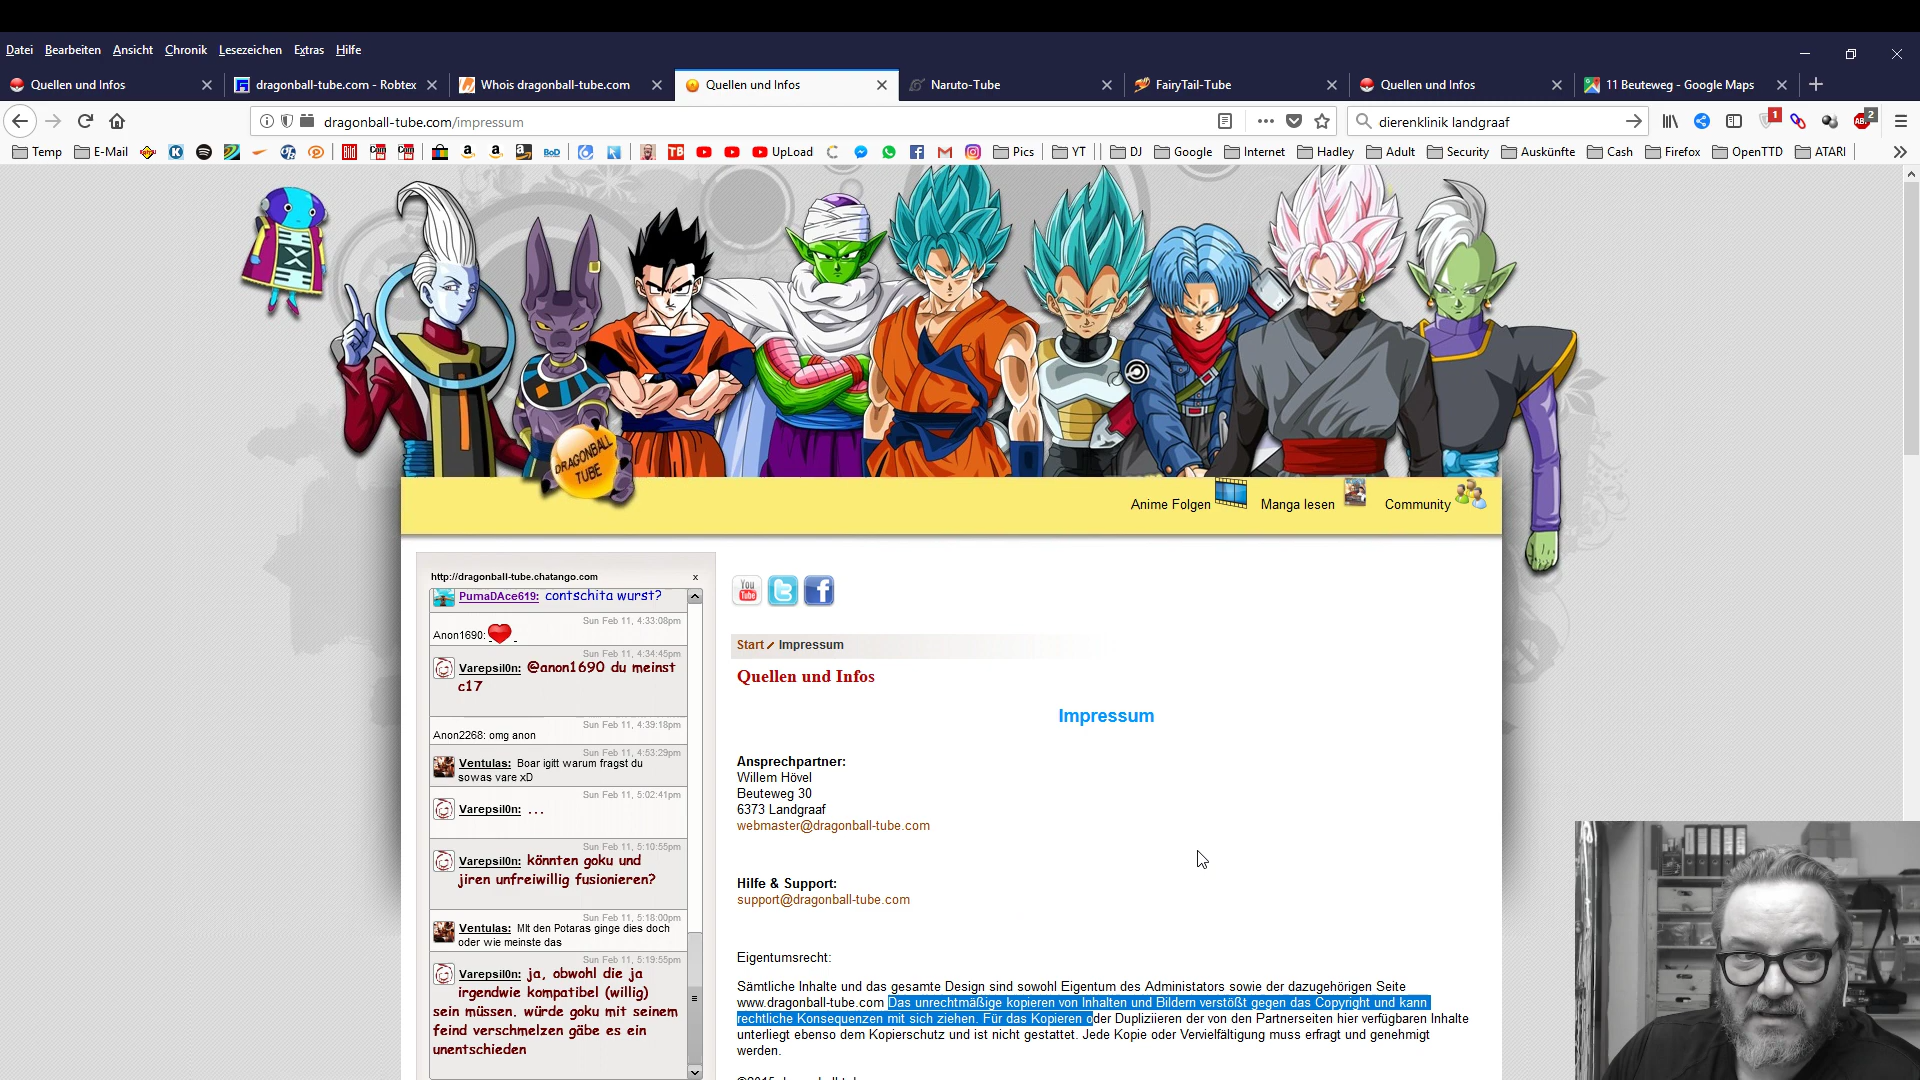 Datei Bearbeiten Ansicht Chronik Lesezeichen Extras Hilfe
Quellen und Infos
dragonball-tube.com - Robtex
Whois dragonball-tube.com
Quellen und Infos
Naruto-Tube
FairyTail-Tube
Quellen und Infos
11 Beuteweg - Google Maps
dragonball-tube.com/impressum
dierenklinik landgraaf
1
2
Temp E-Mail BoD UpLoad Pics YT DJ Google Internet Hadley Adult Security Auskünfte Cash Firefox OpenTTD ATARI
DRAGONBALL
TUBE
Anime Folgen Manga lesen Community
http://dragonball-tube.chatango.com x
PumaDAce619: contschita wurst?
Sun Feb 11, 4:33:08pm
Anon1690:
Sun Feb 11, 4:34:45pm
Varepsil0n: @anon1690 du meinst
c17
Sun Feb 11, 4:39:18pm
Anon2268: omg anon
Sun Feb 11, 4:53:29pm
Ventulas: Boar igitt warum fragst du
sowas vare xD
Sun Feb 11, 5:02:41pm
Varepsil0n: ...
Sun Feb 11, 5:10:55pm
Varepsil0n: könnten goku und
jiren unfreiwillig fusionieren?
Sun Feb 11, 5:18:00pm
Ventulas: MIt den Potaras ginge dies doch
oder wie meinste das
Sun Feb 11, 5:19:55pm
Varepsil0n: ja, obwohl die ja
irgendwie kompatibel (willig)
sein müssen. würde goku mit seinem
feind verschmelzen gäbe es ein
unentschieden
You
Tube
Start Impressum
Quellen und Infos
Impressum
Ansprechpartner:
Willem Hövel
Beuteweg 30
6373 Landgraaf
webmaster@dragonball-tube.com
Hilfe & Support:
support@dragonball-tube.com
Eigentumsrecht:
Sämtliche Inhalte und das gesamte Design sind sowohl Eigentum des Administators sowie der dazugehörigen Seite
www.dragonball-tube.com Das unrechtmäßige kopieren von Inhalten und Bildern verstößt gegen das Copyright und kann
rechtliche Konsequenzen mit sich ziehen. Für das Kopieren oder Dupliziieren der von den Partnerseiten hier verfügbaren Inhalte
unterliegt ebenso dem Kopierschutz und ist nicht gestattet. Jede Kopie oder Vervielfältigung muss erfragt und genehmigt
werden.